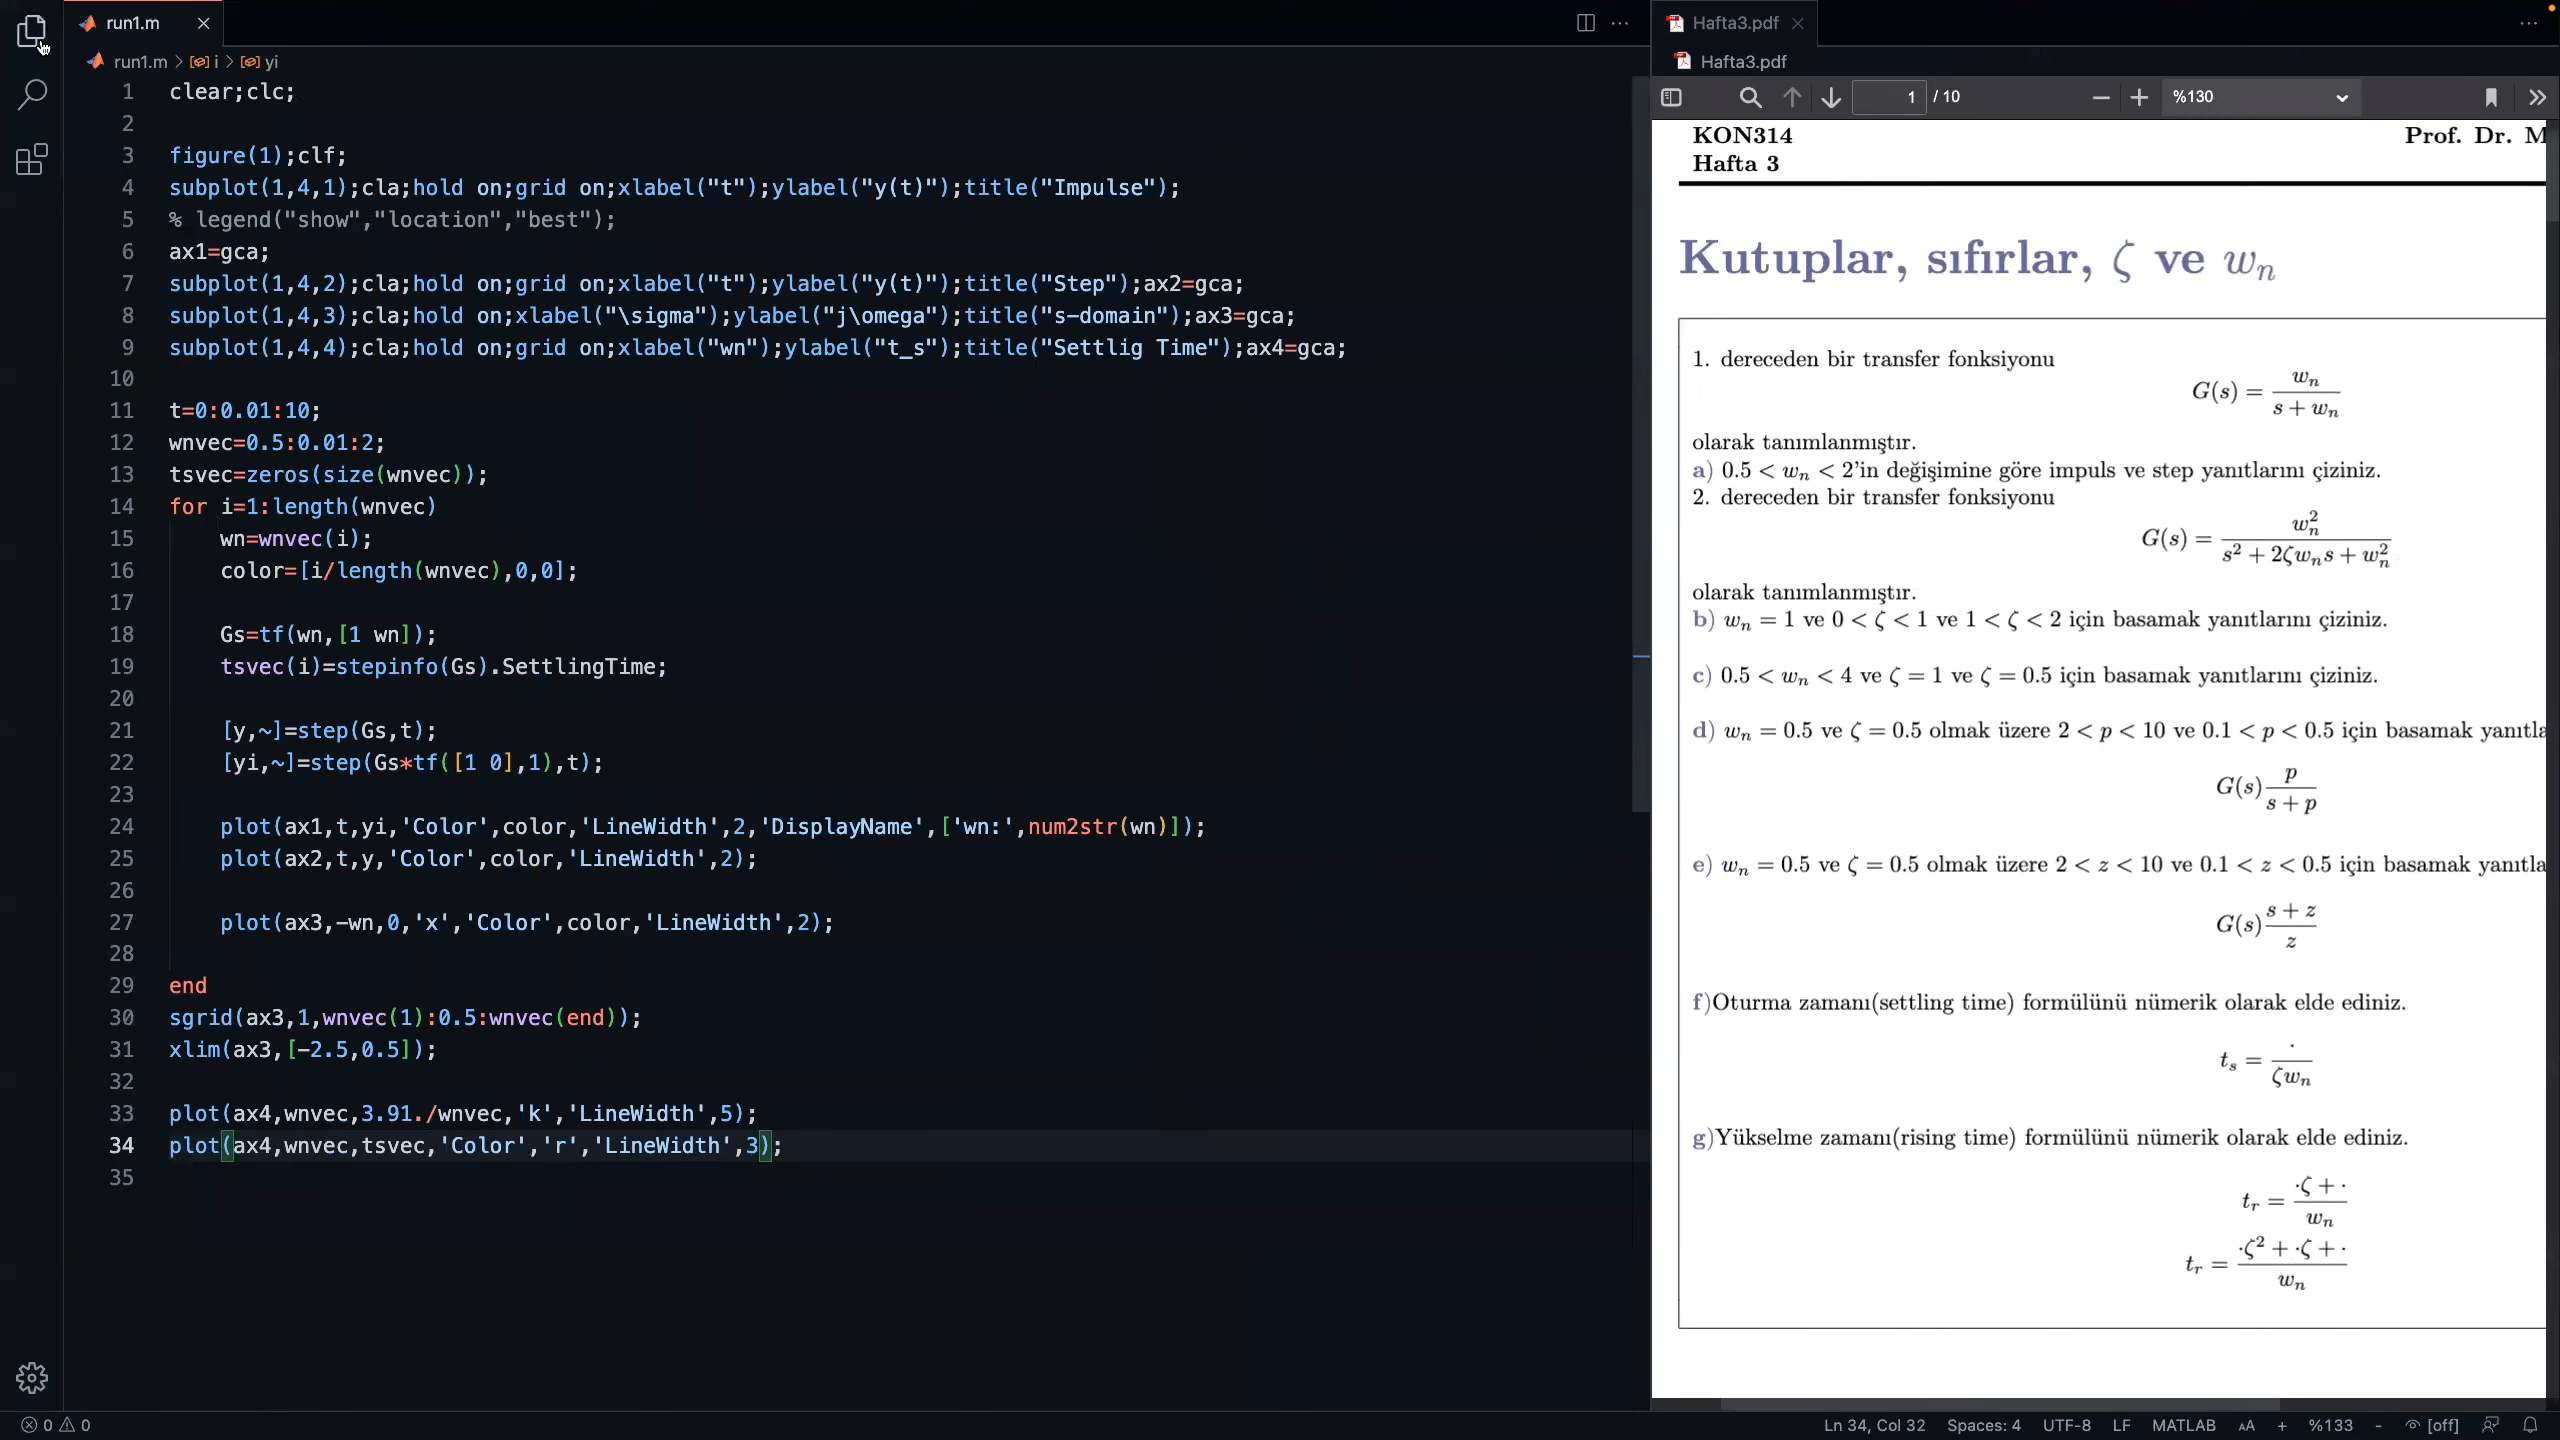 run1.m
run1.m > i > yi
1 clear;clc;
2
3 figure(1);clf;
4 subplot(1,4,1);cla;hold on;grid on;xlabel("t");ylabel("y(t)");title("Impulse");
5 % legend("show","location","best");
6 ax1=gca;
7 subplot(1,4,2);cla;hold on;grid on;xlabel("t");ylabel("y(t)");title("Step");ax2=gca;
8 subplot(1,4,3);cla;hold on;xlabel("\sigma");ylabel("j\omega");title("s-domain");ax3=gca;
9 subplot(1,4,4);cla;hold on;grid on;xlabel("wn");ylabel("t_s");title("Settlig Time");ax4=gca;
10
11 t=0:0.01:10;
12 wnvec=0.5:0.01:2;
13 tsvec=zeros(size(wnvec));
14 for i=1:length(wnvec)
15 wn=wnvec(i);
16 color=[i/length(wnvec),0,0];
17
18 Gs=tf(wn,[1 wn]);
19 tsvec(i)=stepinfo(Gs).SettlingTime;
20
21 [y,~]=step(Gs,t);
22 [yi,~]=step(Gs*tf([1 0],1),t);
23
24 plot(ax1,t,yi,'Color',color,'LineWidth',2,'DisplayName',['wn:',num2str(wn)]);
25 plot(ax2,t,y,'Color',color,'LineWidth',2);
26
27 plot(ax3,-wn,0,'x','Color',color,'LineWidth',2);
28
29 end
30 sgrid(ax3,1,wnvec(1):0.5:wnvec(end));
31 xlim(ax3,[-2.5,0.5]);
32
33 plot(ax4,wnvec,3.91./wnvec,'k','LineWidth',5);
34 plot(ax4,wnvec,tsvec,'Color','r','LineWidth',3);
35
Hafta3.pdf
Hafta3.pdf
1 / 10 %130
KON314 Prof. Dr. M
Hafta 3
Kutuplar, sıfırlar, ζ ve wₙ
1. dereceden bir transfer fonksiyonu
G(s) = wₙ / (s + wₙ)
olarak tanımlanmıştır.
a) 0.5 < wₙ < 2'in değişimine göre impuls ve step yanıtlarını çiziniz.
2. dereceden bir transfer fonksiyonu
G(s) = wₙ² / (s² + 2ζwₙs + wₙ²)
olarak tanımlanmıştır.
b) wₙ = 1 ve 0 < ζ < 1 ve 1 < ζ < 2 için basamak yanıtlarını çiziniz.
c) 0.5 < wₙ < 4 ve ζ = 1 ve ζ = 0.5 için basamak yanıtlarını çiziniz.
d) wₙ = 0.5 ve ζ = 0.5 olmak üzere 2 < p < 10 ve 0.1 < p < 0.5 için basamak yanıtla
G(s) p / (s + p)
e) wₙ = 0.5 ve ζ = 0.5 olmak üzere 2 < z < 10 ve 0.1 < z < 0.5 için basamak yanıtla
G(s) (s + z) / z
f)Oturma zamanı(settling time) formülünü nümerik olarak elde ediniz.
tₛ = · / (ζwₙ)
g)Yükselme zamanı(rising time) formülünü nümerik olarak elde ediniz.
tᵣ = (·ζ + ·) / wₙ
tᵣ = (·ζ² + ·ζ + ·) / wₙ
0 0 Ln 34, Col 32 Spaces: 4 UTF-8 LF MATLAB AA + %133 - [off]